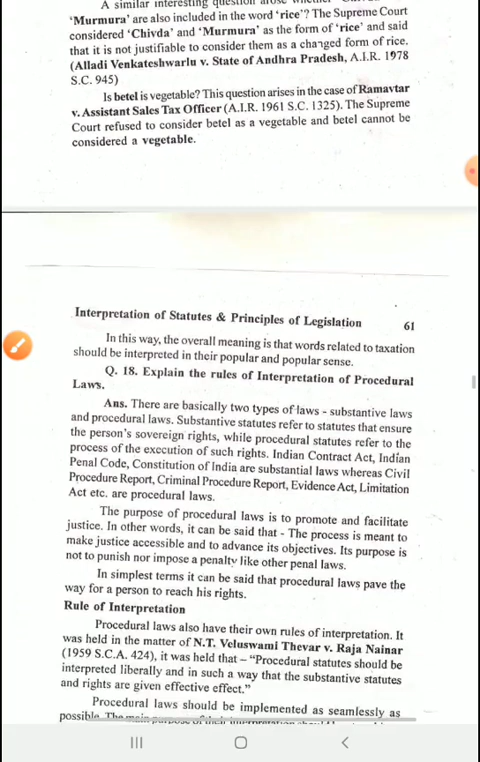 A similar interesting question arose whether
'Murmura' are also included in the word 'rice'? The Supreme Court
considered 'Chivda' and 'Murmura' as the form of 'rice' and said
that it is not justifiable to consider them as a changed form of rice.
(Alladi Venkateshwarlu v. State of Andhra Pradesh, A.I.R. 1978
S.C. 945)
Is betel is vegetable? This question arises in the case of Ramavtar
v. Assistant Sales Tax Officer (A.I.R. 1961 S.C. 1325). The Supreme
Court refused to consider betel as a vegetable and betel cannot be
considered a vegetable.
Interpretation of Statutes & Principles of Legislation 61
In this way, the overall meaning is that words related to taxation
should be interpreted in their popular and popular sense.
Q. 18. Explain the rules of Interpretation of Procedural
Laws.
Ans. There are basically two types of laws - substantive laws
and procedural laws. Substantive statutes refer to statutes that ensure
the person's sovereign rights, while procedural statutes refer to the
process of the execution of such rights. Indian Contract Act, Indian
Penal Code, Constitution of India are substantial laws whereas Civil
Procedure Report, Criminal Procedure Report, Evidence Act, Limitation
Act etc. are procedural laws.
The purpose of procedural laws is to promote and facilitate
justice. In other words, it can be said that - The process is meant to
make justice accessible and to advance its objectives. Its purpose is
not to punish nor impose a penalty like other penal laws.
In simplest terms it can be said that procedural laws pave the
way for a person to reach his rights.
Rule of Interpretation
Procedural laws also have their own rules of interpretation. It
was held in the matter of N.T. Veluswami Thevar v. Raja Nainar
(1959 S.C.A. 424), it was held that – "Procedural statutes should be
interpreted liberally and in such a way that the substantive statutes
and rights are given effective effect."
Procedural laws should be implemented as seamlessly as
possible. The main purpose of their interpretation should